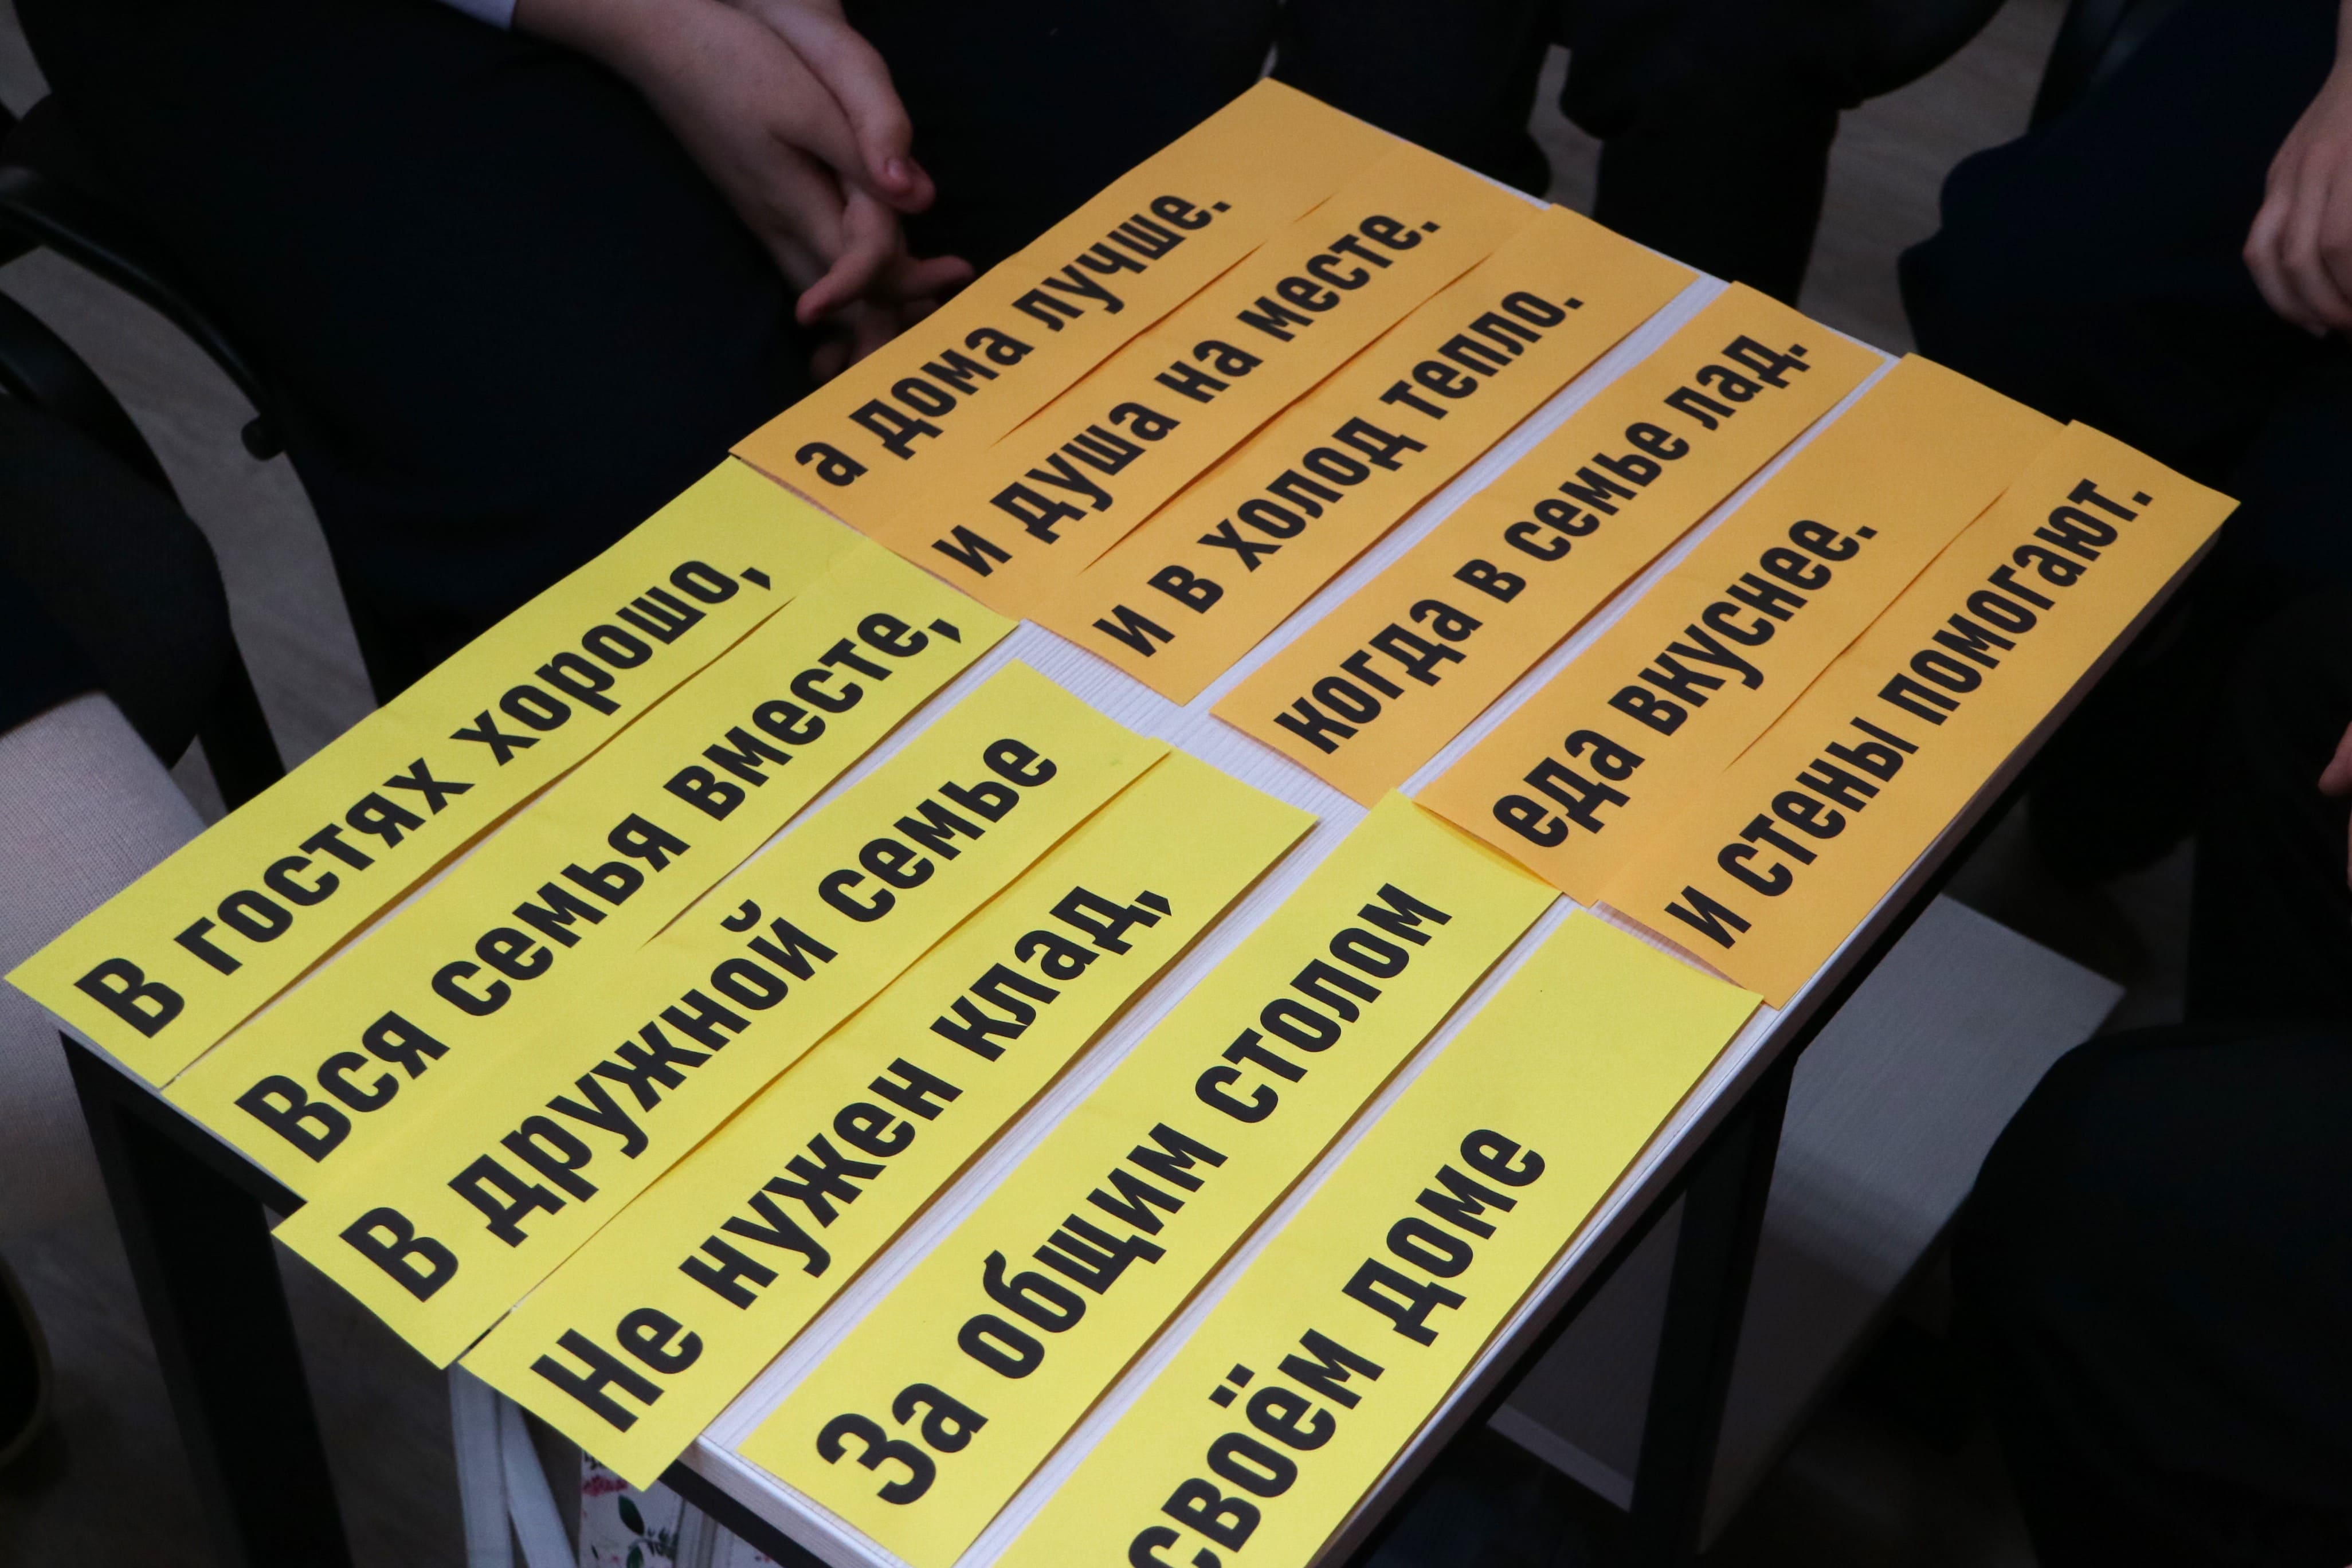 В гостях хорошо,
а дома лучше.
Вся семья вместе,
и душа на месте.
В дружной семье
и в холод тепло.
Не нужен клад,
когда в семье лад.
За общим столом
еда вкуснее.
своём доме
и стены помогают.